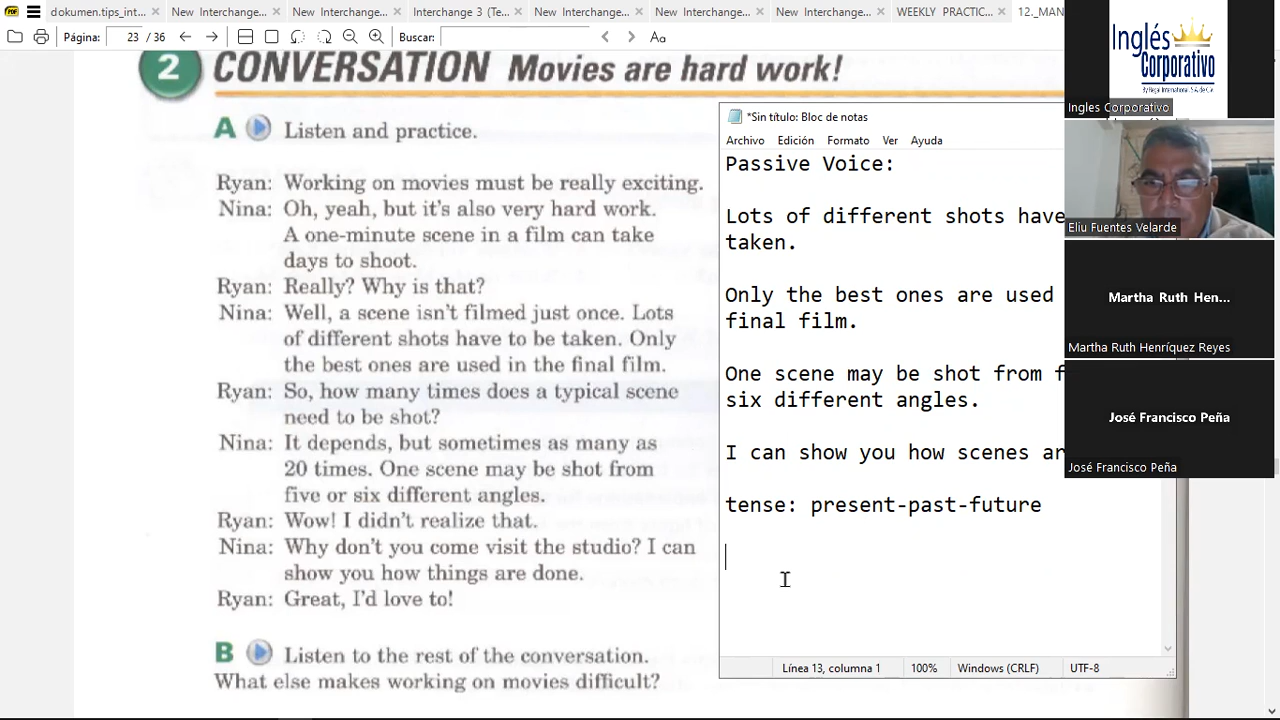 dokumen.tips_int... New Interchange... New Interchange... Interchange 3 (Te... New Interchange... New Interchange... New Interchange... WEEKLY PRACTIC... 12._MAN
Página: 23 / 36 Buscar: Aa
2 CONVERSATION Movies are hard work!
A Listen and practice.
Ryan: Working on movies must be really exciting.
Nina: Oh, yeah, but it's also very hard work.
A one-minute scene in a film can take
days to shoot.
Ryan: Really? Why is that?
Nina: Well, a scene isn't filmed just once. Lots
of different shots have to be taken. Only
the best ones are used in the final film.
Ryan: So, how many times does a typical scene
need to be shot?
Nina: It depends, but sometimes as many as
20 times. One scene may be shot from
five or six different angles.
Ryan: Wow! I didn't realize that.
Nina: Why don't you come visit the studio? I can
show you how things are done.
Ryan: Great, I'd love to!
B Listen to the rest of the conversation.
What else makes working on movies difficult?
*Sin título: Bloc de notas
Archivo Edición Formato Ver Ayuda
Passive Voice:
Lots of different shots have
taken.
Only the best ones are used
final film.
One scene may be shot from f
six different angles.
I can show you how scenes ar
tense: present-past-future
Línea 13, columna 1 100% Windows (CRLF) UTF-8
Inglés
Corporativo
By Regal International, S.A. de C.V.
Ingles Corporativo
Eliu Fuentes Velarde
Martha Ruth Hen...
Martha Ruth Henríquez Reyes
José Francisco Peña
José Francisco Peña